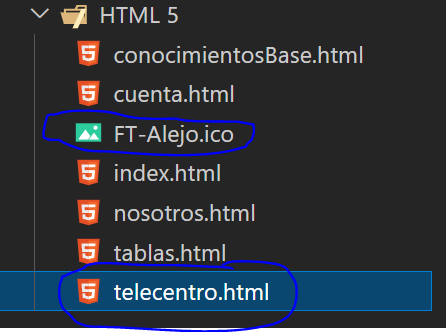 HTML 5
conocimientosBase.html
cuenta.html
FT-Alejo.ico
index.html
nosotros.html
tablas.html
telecentro.html